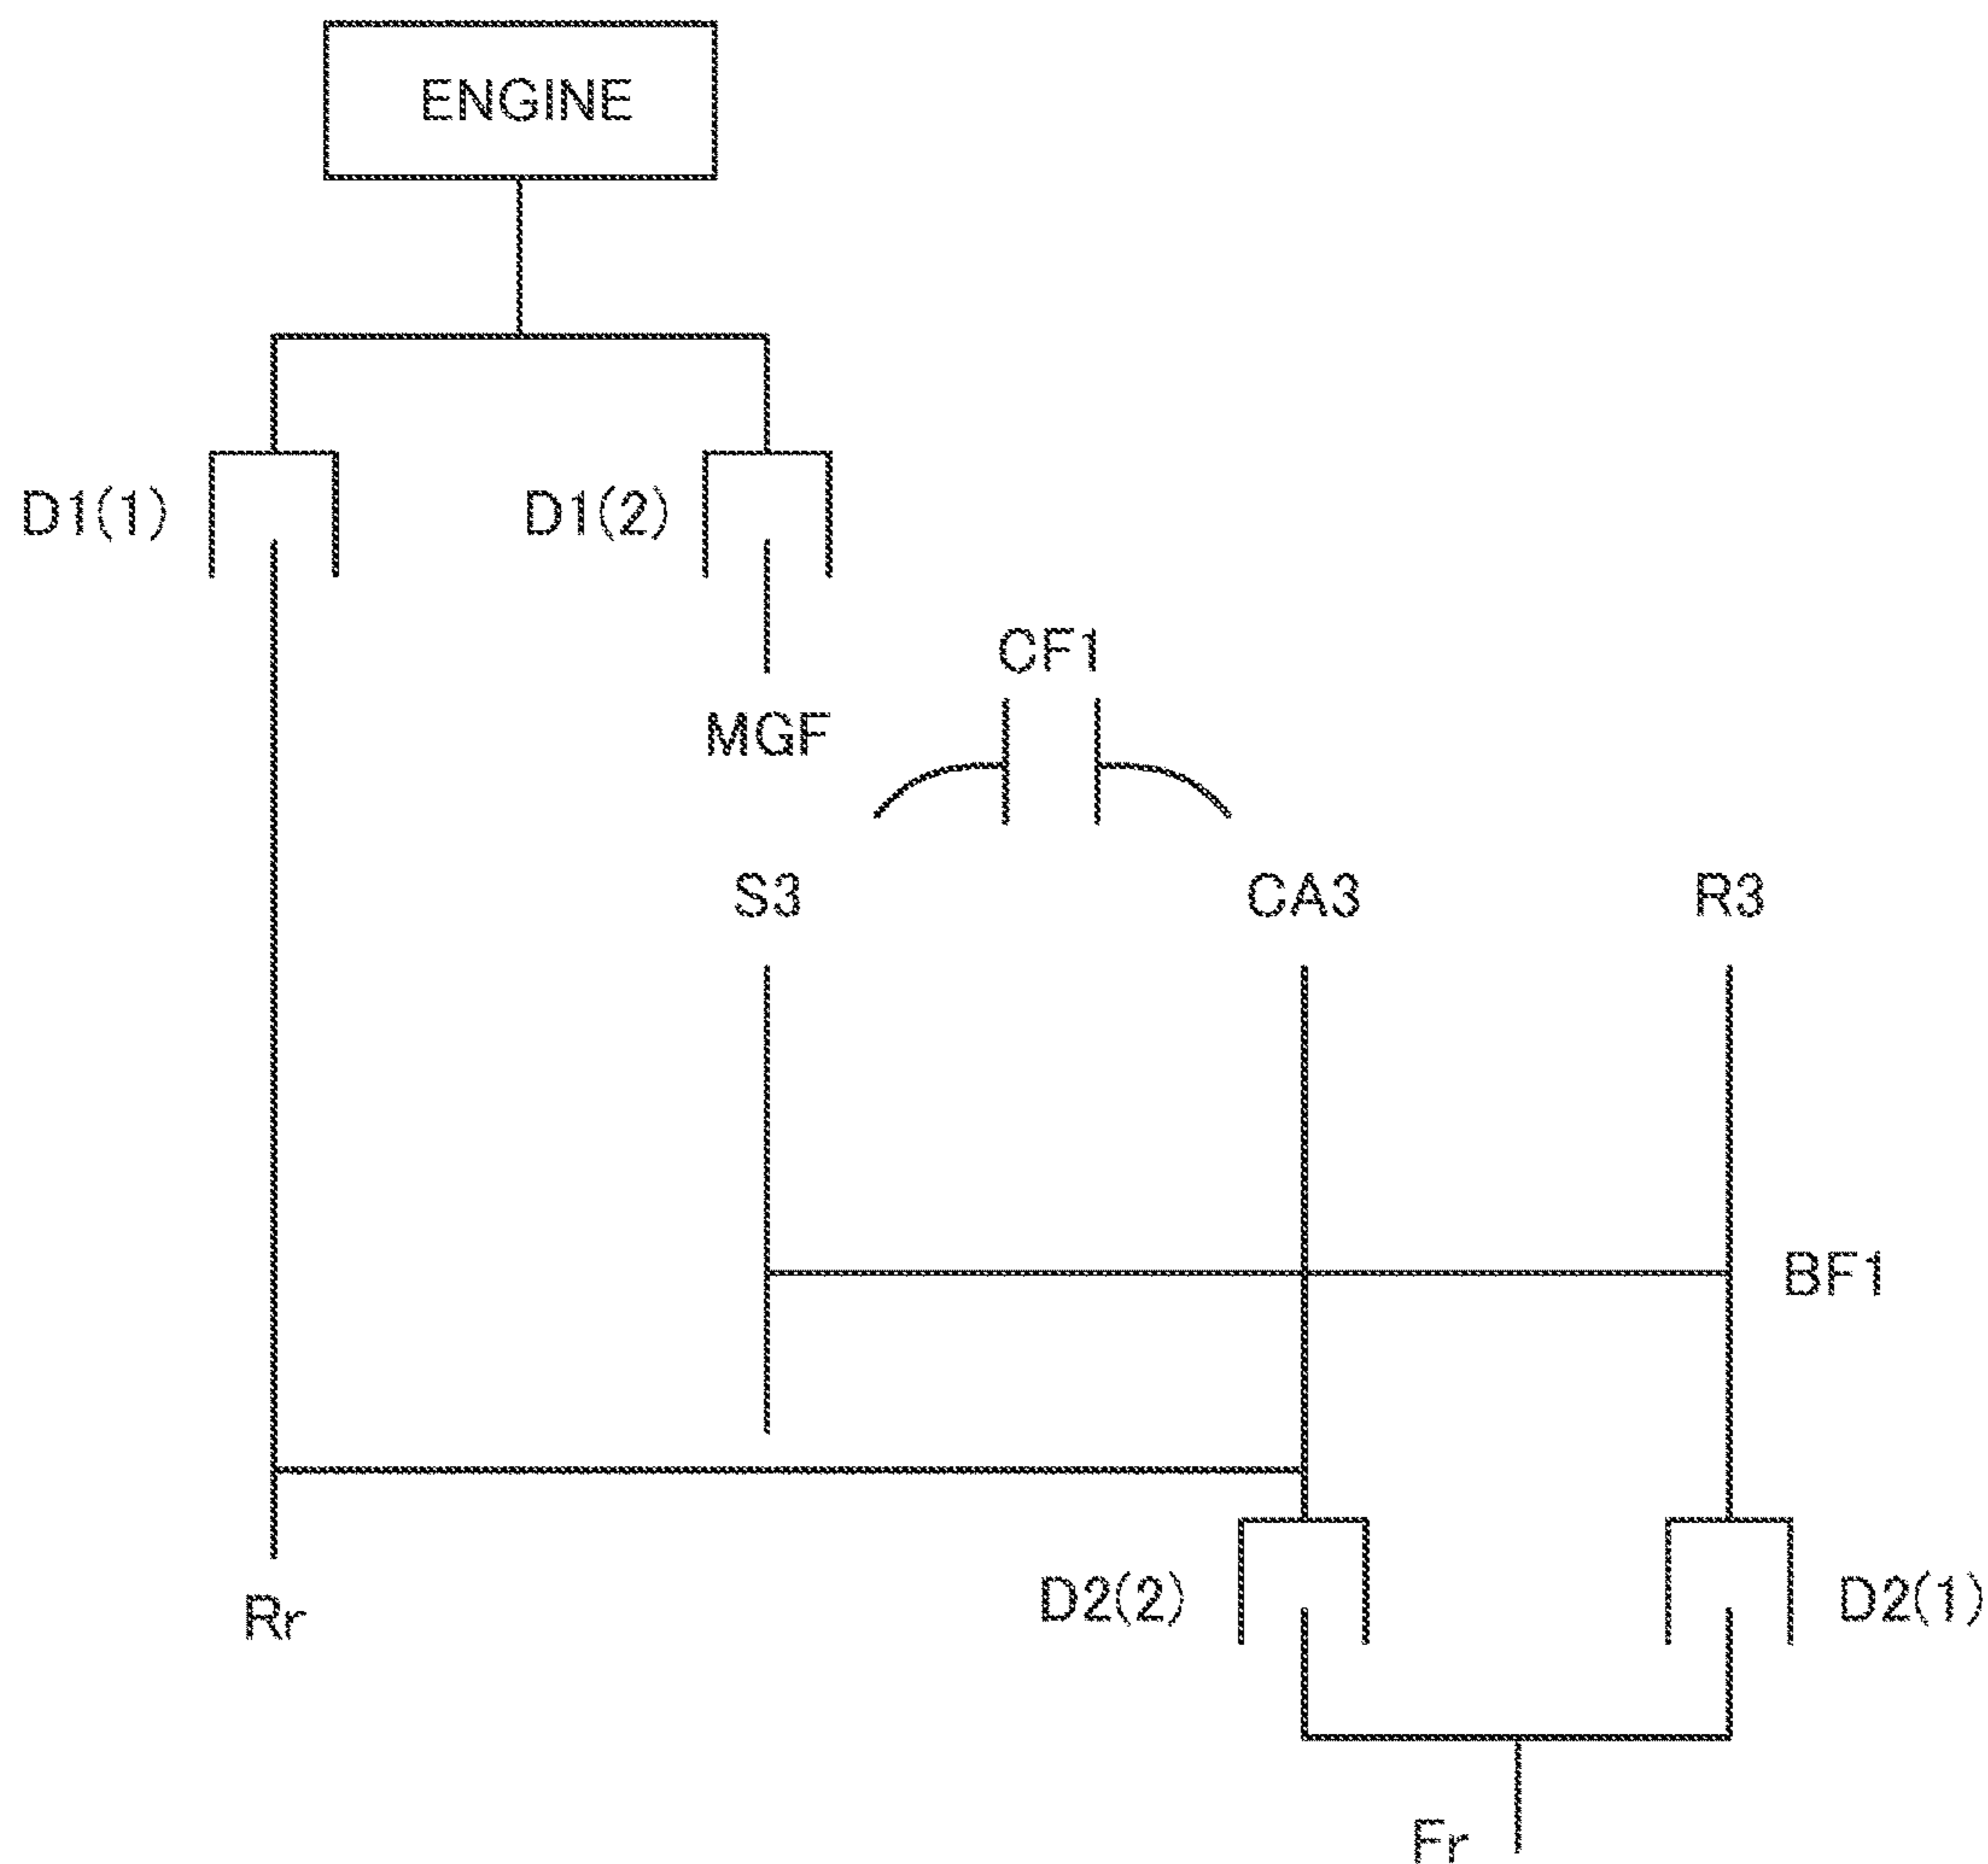 ENGINE
D1(1)
D1(2)
CF1
MGF
S3
CA3
R3
BF1
D2(2)
D2(1)
Rr
Fr